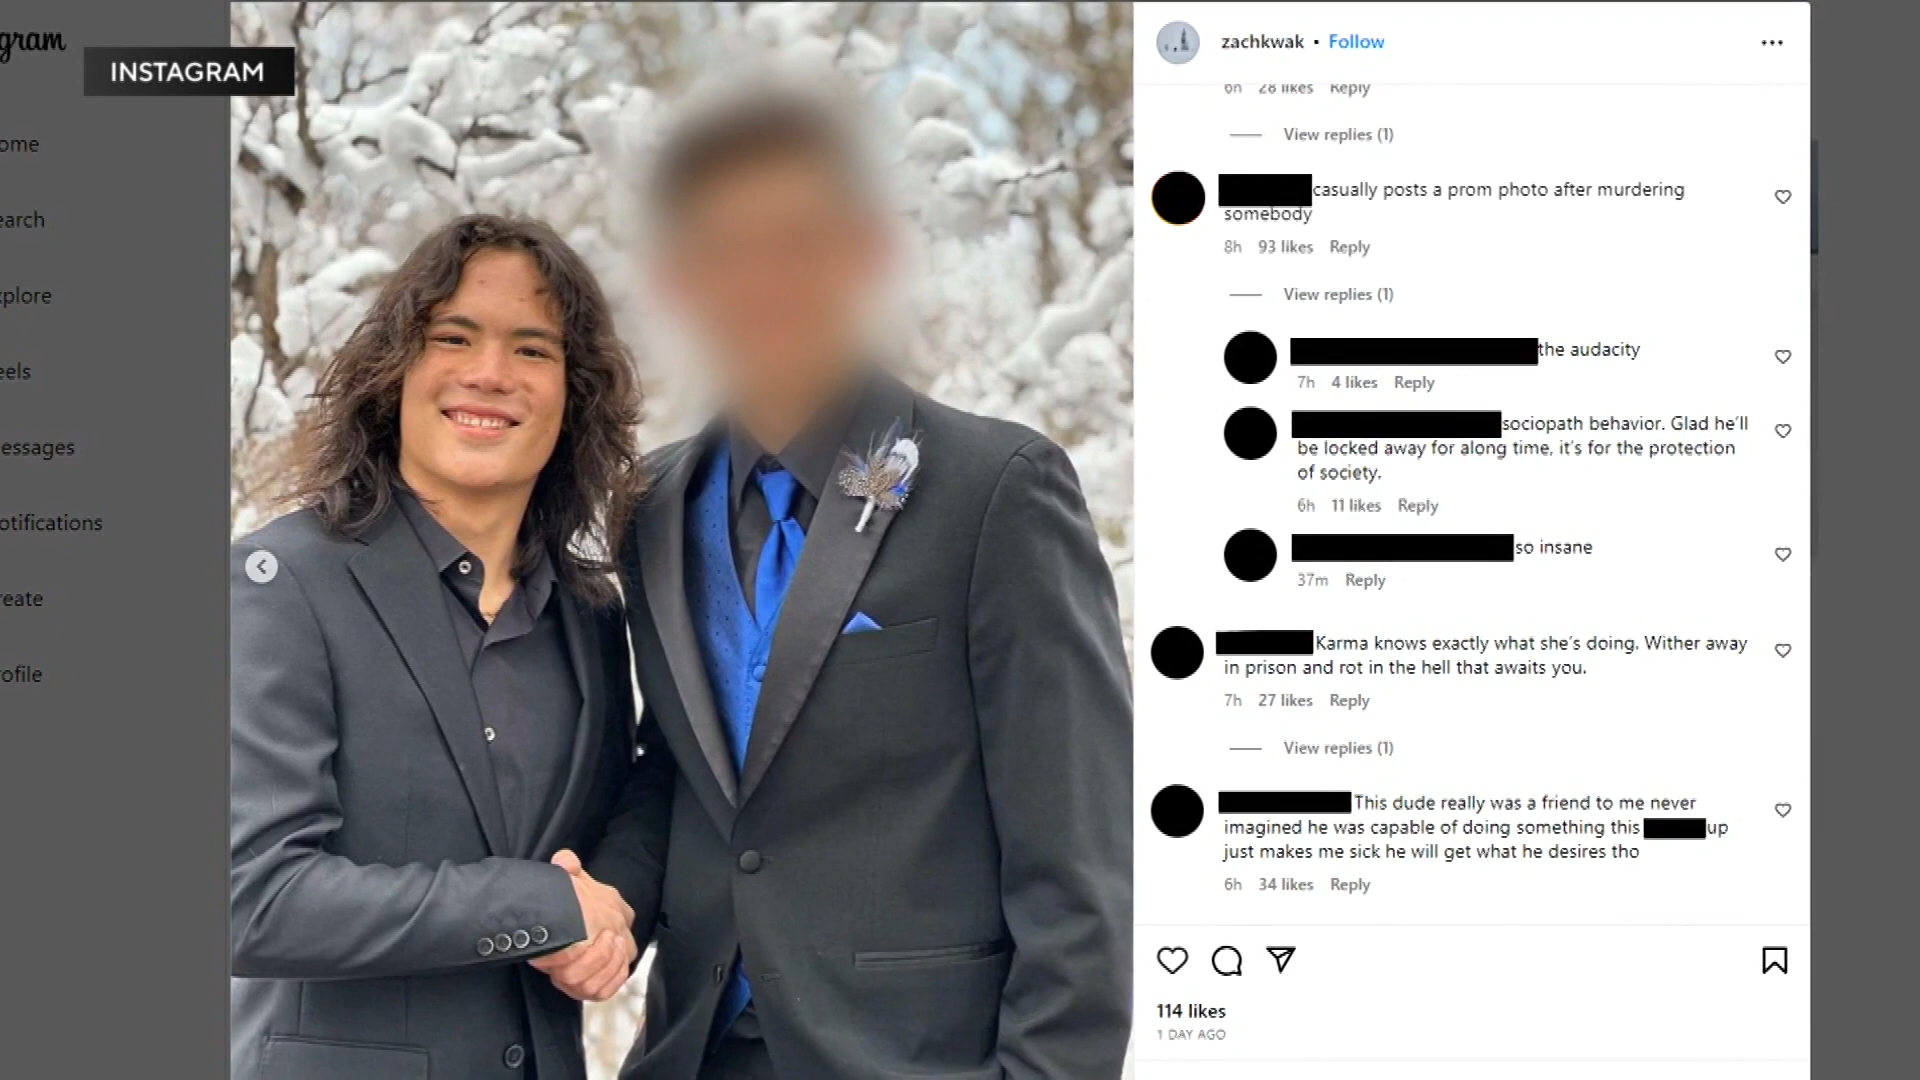 gram
INSTAGRAM
ome
earch
xplore
eels
essages
otifications
reate
ofile
zachkwak • Follow
6h 28 likes Reply
View replies (1)
casually posts a prom photo after murdering
somebody
8h 93 likes Reply
View replies (1)
the audacity
7h 4 likes Reply
sociopath behavior. Glad he'll
be locked away for along time, it's for the protection
of society.
6h 11 likes Reply
so insane
37m Reply
Karma knows exactly what she's doing. Wither away
in prison and rot in the hell that awaits you.
7h 27 likes Reply
View replies (1)
This dude really was a friend to me never
imagined he was capable of doing something this up
just makes me sick he will get what he desires tho
6h 34 likes Reply
114 likes
1 DAY AGO